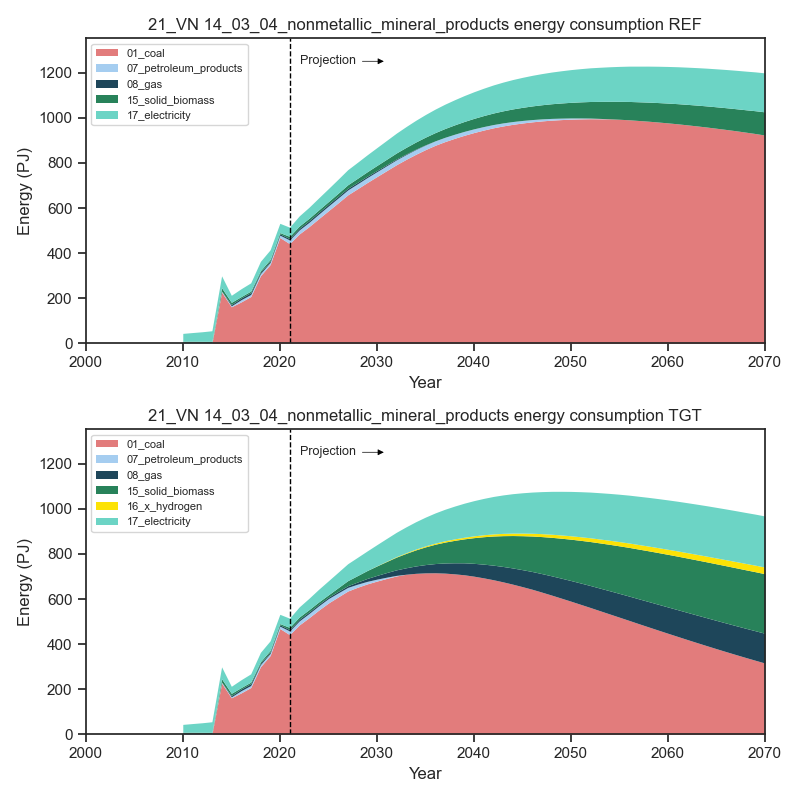 21_VN 14_03_04_nonmetallic_mineral_products energy consumption REF
Energy (PJ)
1200
1000
800
600
400
200
0
01_coal
07_petroleum_products
08_gas
15_solid_biomass
17_electricity
Projection
2000 2010 2020 2030 2040 2050 2060 2070
Year
21_VN 14_03_04_nonmetallic_mineral_products energy consumption TGT
Energy (PJ)
1200
1000
800
600
400
200
0
01_coal
07_petroleum_products
08_gas
15_solid_biomass
16_x_hydrogen
17_electricity
Projection
2000 2010 2020 2030 2040 2050 2060 2070
Year